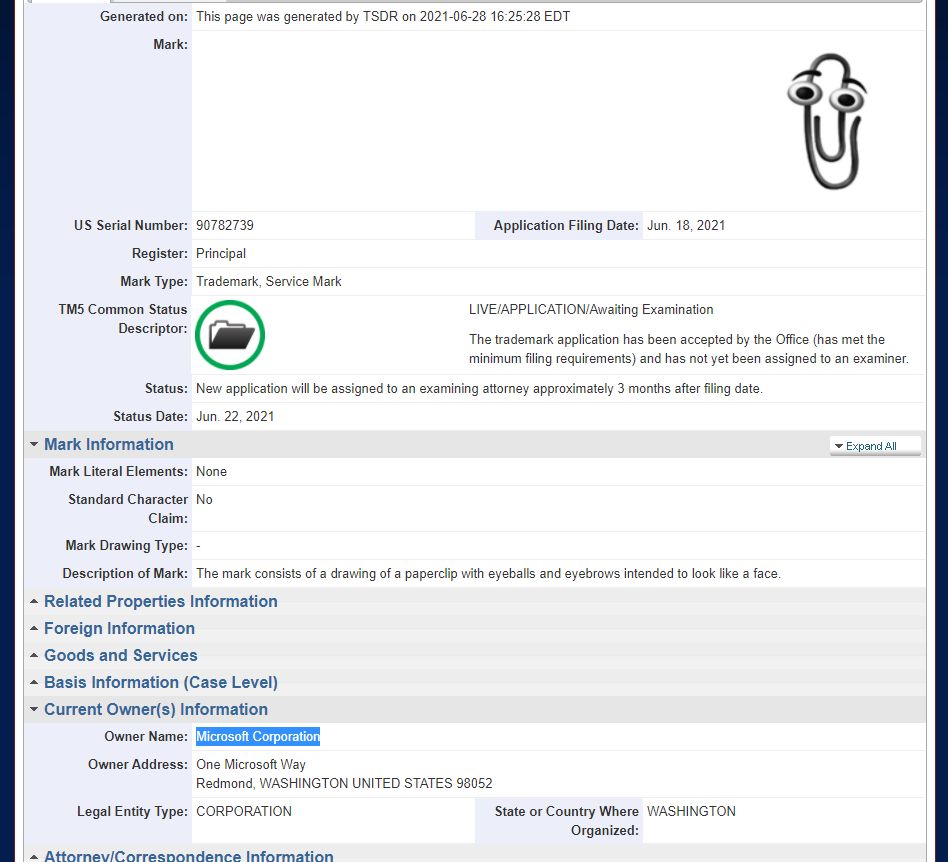 Generated on: This page was generated by TSDR on 2021-06-28 16:25:28 EDT
Mark:
US Serial Number: 90782739 Application Filing Date: Jun. 18, 2021
Register: Principal
Mark Type: Trademark, Service Mark
TM5 Common Status Descriptor:
LIVE/APPLICATION/Awaiting Examination
The trademark application has been accepted by the Office (has met the
minimum filing requirements) and has not yet been assigned to an examiner.
Status: New application will be assigned to an examining attorney approximately 3 months after filing date.
Status Date: Jun. 22, 2021
Mark Information
Expand All
Mark Literal Elements: None
Standard Character Claim: No
Mark Drawing Type: -
Description of Mark: The mark consists of a drawing of a paperclip with eyeballs and eyebrows intended to look like a face.
Related Properties Information
Foreign Information
Goods and Services
Basis Information (Case Level)
Current Owner(s) Information
Owner Name: Microsoft Corporation
Owner Address: One Microsoft Way
Redmond, WASHINGTON UNITED STATES 98052
Legal Entity Type: CORPORATION State or Country Where Organized: WASHINGTON
Attorney/Correspondence Information